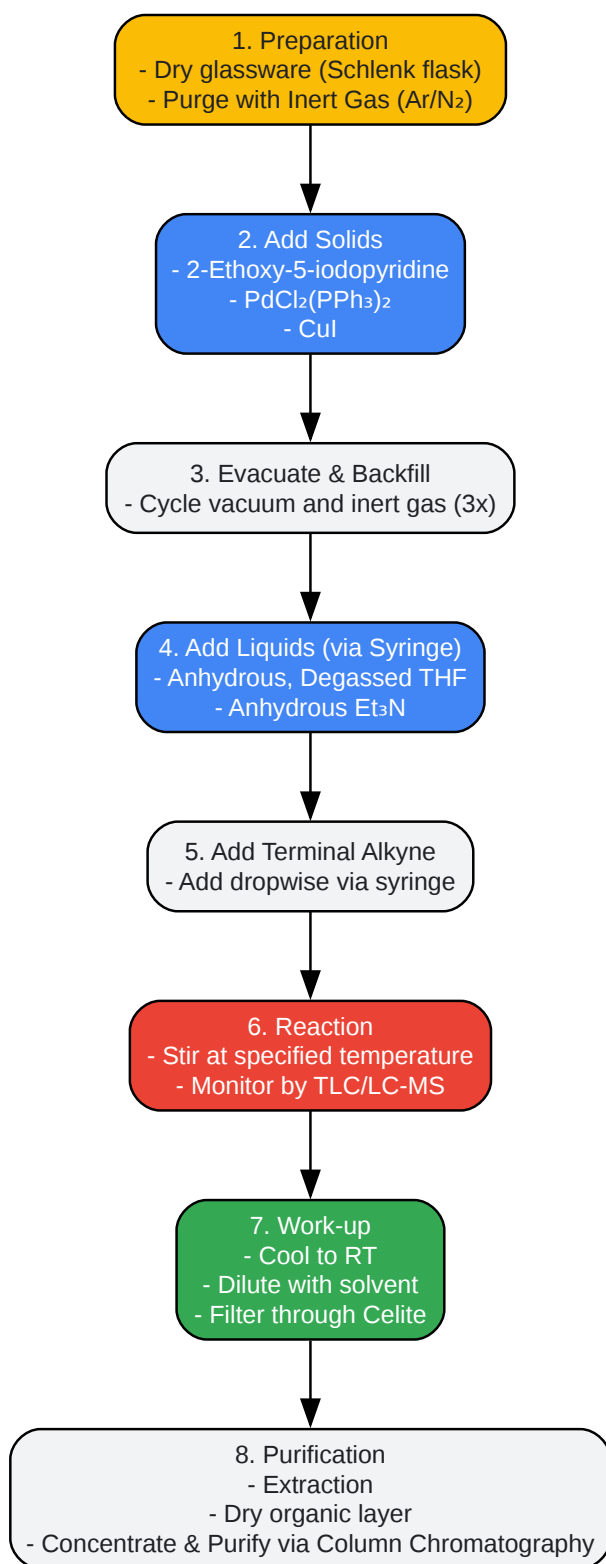 1. Preparation
- Dry glassware (Schlenk flask)
- Purge with Inert Gas (Ar/N₂)
2. Add Solids
- 2-Ethoxy-5-iodopyridine
- PdCl₂(PPh₃)₂
- CuI
3. Evacuate & Backfill
- Cycle vacuum and inert gas (3x)
4. Add Liquids (via Syringe)
- Anhydrous, Degassed THF
- Anhydrous Et₃N
5. Add Terminal Alkyne
- Add dropwise via syringe
6. Reaction
- Stir at specified temperature
- Monitor by TLC/LC-MS
7. Work-up
- Cool to RT
- Dilute with solvent
- Filter through Celite
8. Purification
- Extraction
- Dry organic layer
- Concentrate & Purify via Column Chromatography